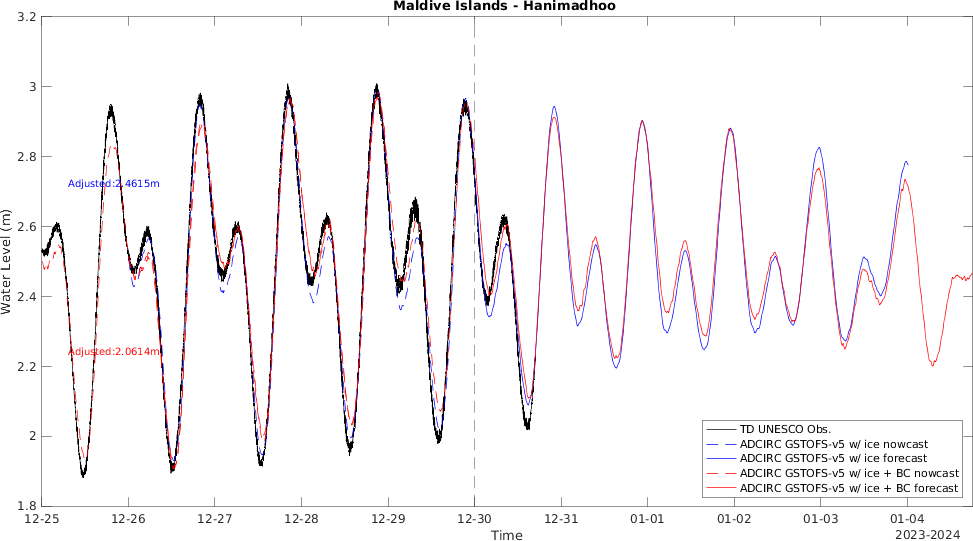 Maldive Islands - Hanimadhoo
3.2
3
2.8
2.6
2.4
2.2
2
1.8
Water Level (m)
Adjusted:2.4615m
Adjusted:2.0614m
TD UNESCO Obs.
ADCIRC GSTOFS-v5 w/ ice nowcast
ADCIRC GSTOFS-v5 w/ ice forecast
ADCIRC GSTOFS-v5 w/ ice + BC nowcast
ADCIRC GSTOFS-v5 w/ ice + BC forecast
12-25 12-26 12-27 12-28 12-29 12-30 12-31 01-01 01-02 01-03 01-04
Time
2023-2024